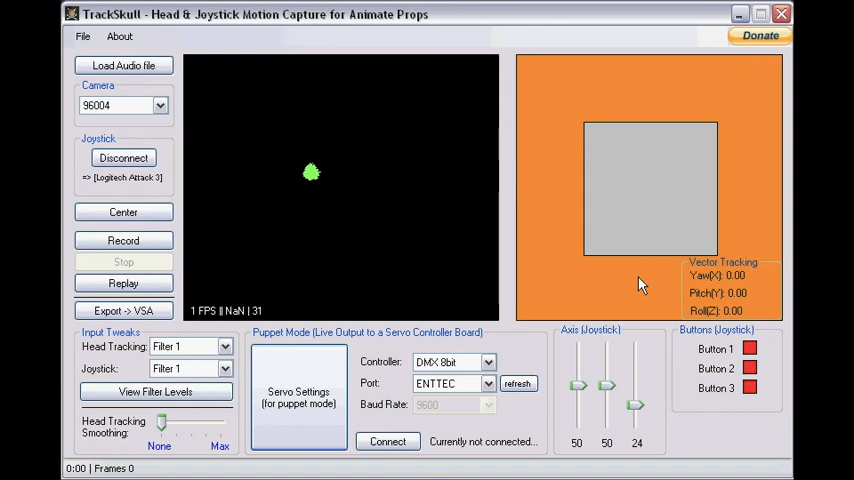 TrackSkull - Head & Joystick Motion Capture for Animate Props
File About
Donate
Load Audio file
Camera
96004
Joystick
Disconnect
=> [Logitech Attack 3]
Center
Record
Stop
Replay
Export -> VSA
1 FPS || NaN | 31
Vector Tracking
Yaw(X): 0.00
Pitch(Y): 0.00
Roll(Z): 0.00
Input Tweaks
Head Tracking: Filter 1
Joystick: Filter 1
View Filter Levels
Head Tracking
Smoothing:
None Max
Puppet Mode (Live Output to a Servo Controller Board)
Servo Settings
(for puppet mode)
Controller: DMX 8bit
Port: ENTTEC refresh
Baud Rate: 9600
Connect Currently not connected...
Axis (Joystick)
50 50 24
Buttons (Joystick)
Button 1
Button 2
Button 3
0:00 | Frames 0